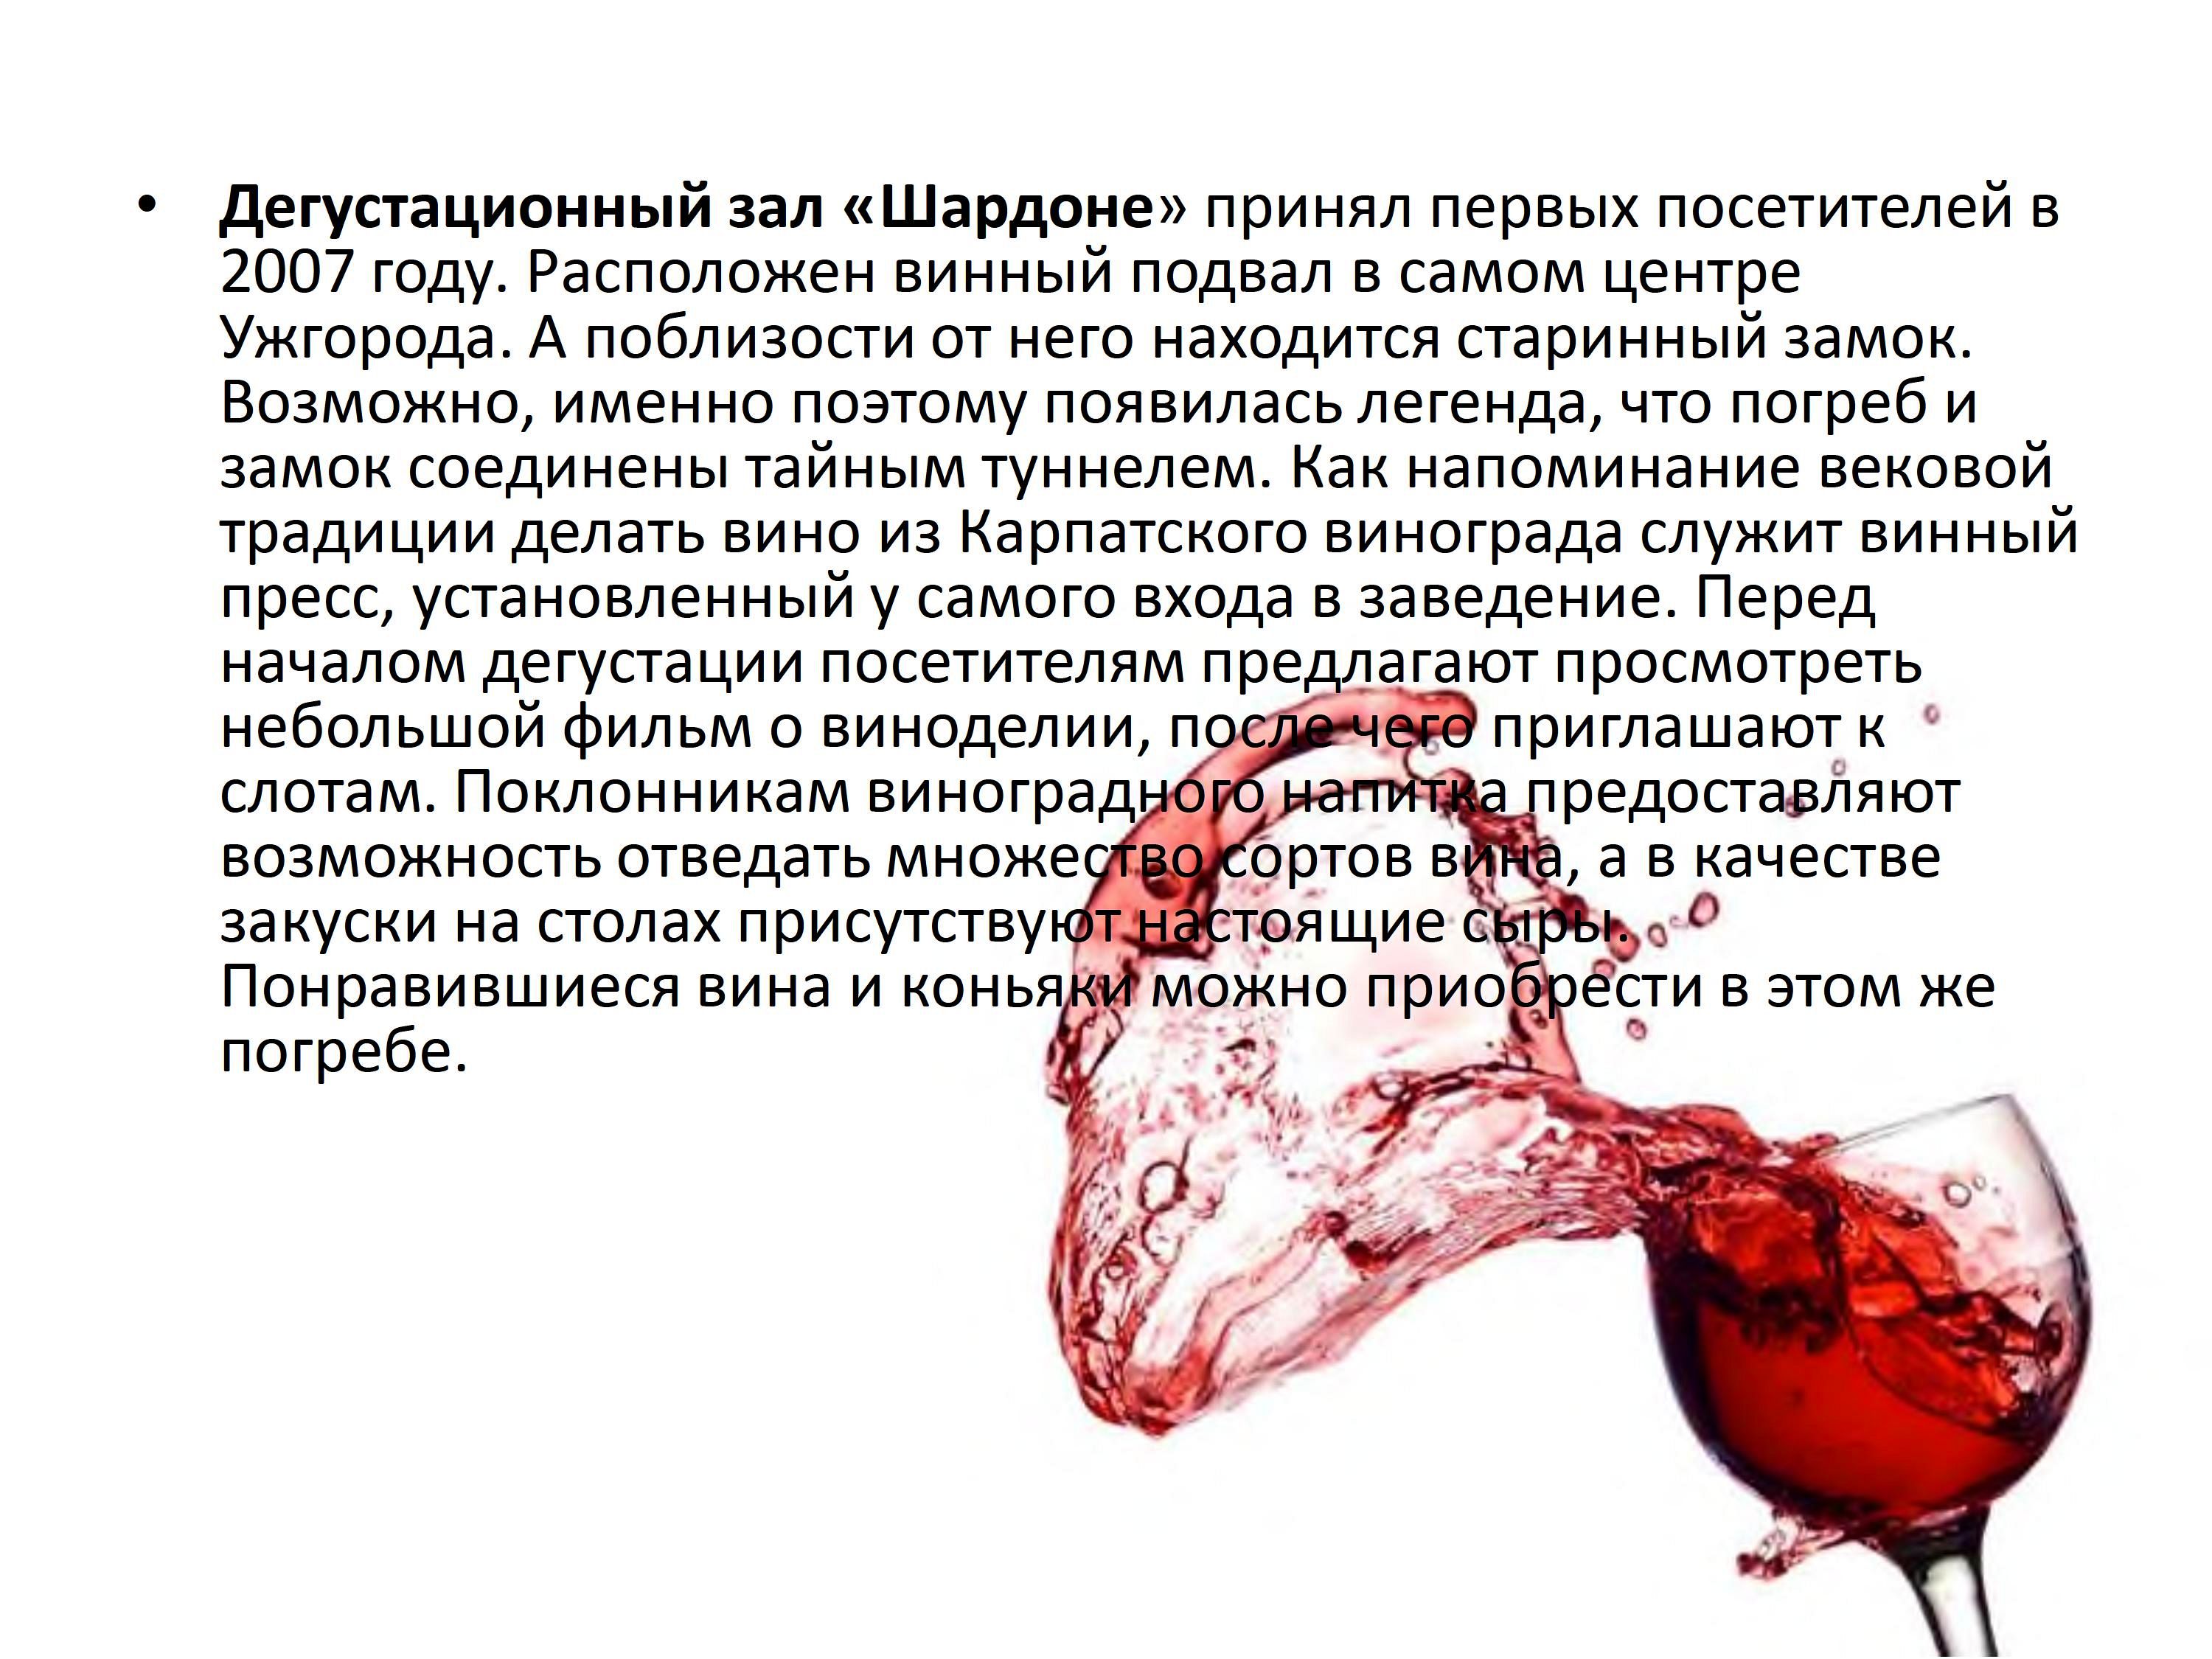 • Дегустационный зал «Шардоне» принял первых посетителей в
2007 году. Расположен винный подвал в самом центре
Ужгорода. А поблизости от него находится старинный замок.
Возможно, именно поэтому появилась легенда, что погреб и
замок соединены тайным туннелем. Как напоминание вековой
традиции делать вино из Карпатского винограда служит винный
пресс, установленный у самого входа в заведение. Перед
началом дегустации посетителям предлагают просмотреть
небольшой фильм о виноделии, после чего приглашают к
слотам. Поклонникам виноградного напитка предоставляют
возможность отведать множество сортов вина, а в качестве
закуски на столах присутствуют настоящие сыры.
Понравившиеся вина и коньяки можно приобрести в этом же
погребе.